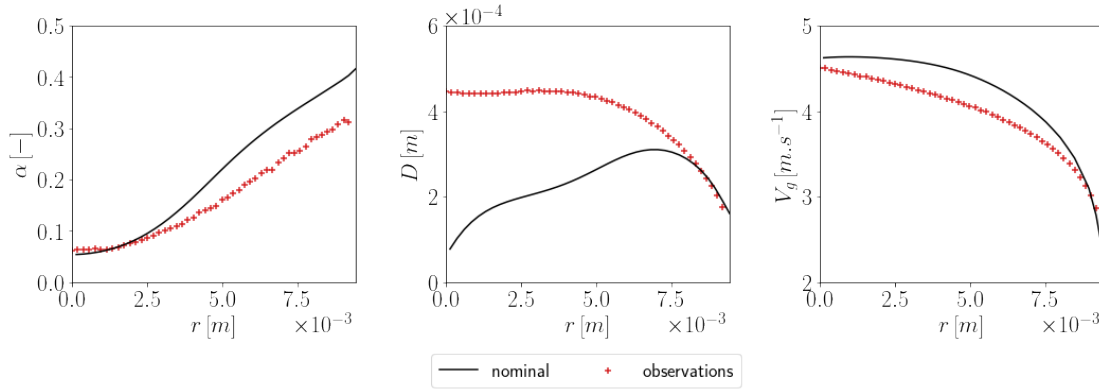 0.5
0.4
0.3
0.2
0.1
0.0
α [−]
0.0 2.5 5.0 7.5
r [m] ×10⁻³
6 ×10⁻⁴
4
2
0
D [m]
0.0 2.5 5.0 7.5
r [m] ×10⁻³
5
4
3
2
V_g [m.s⁻¹]
0.0 2.5 5.0 7.5
r [m] ×10⁻³
nominal observations